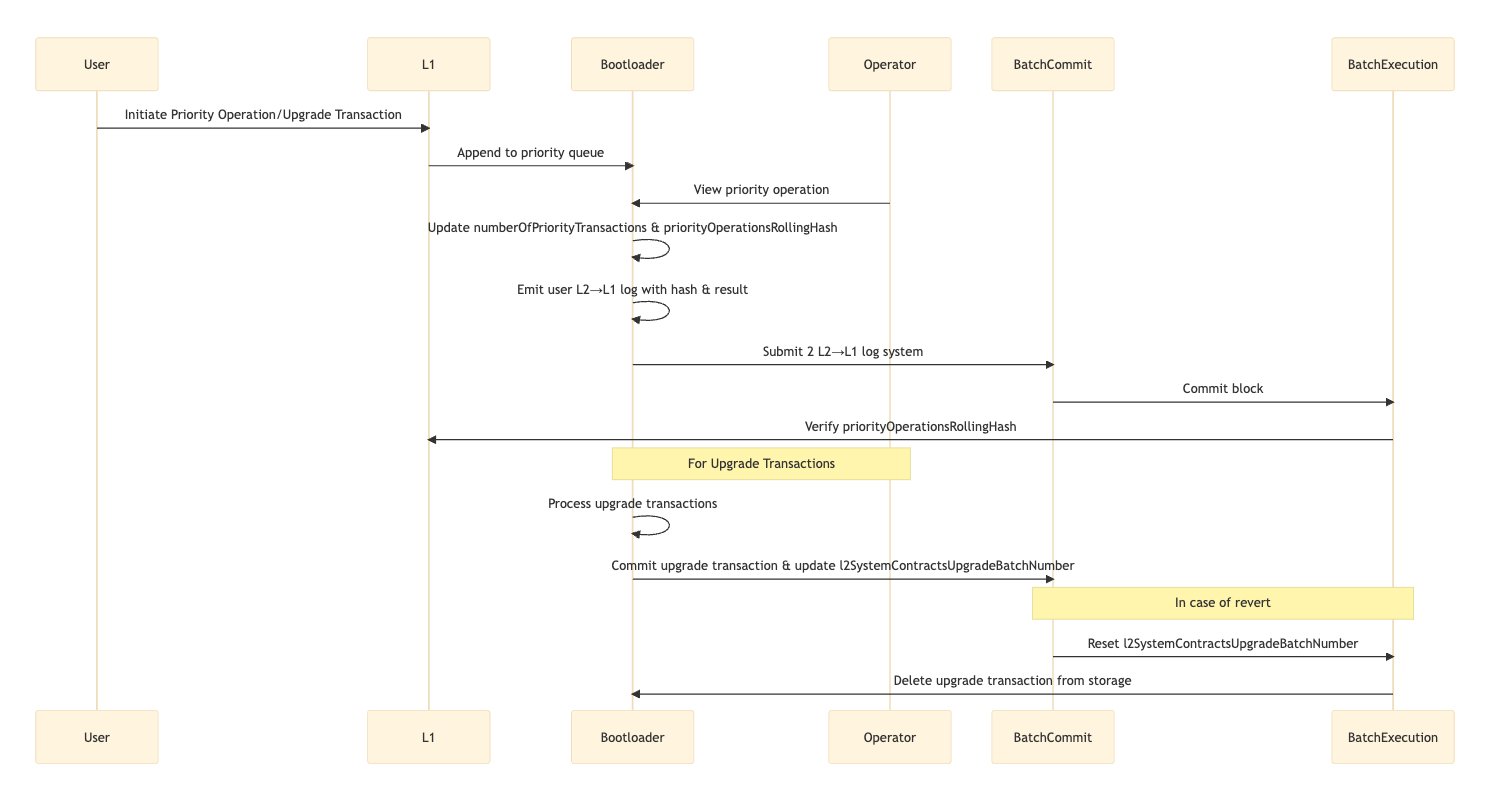 User
L1
Bootloader
Operator
BatchCommit
BatchExecution
Initiate Priority Operation/Upgrade Transaction
Append to priority queue
View priority operation
Update numberOfPriorityTransactions & priorityOperationsRollingHash
Emit user L2→L1 log with hash & result
Submit 2 L2→L1 log system
Commit block
Verify priorityOperationsRollingHash
For Upgrade Transactions
Process upgrade transactions
Commit upgrade transaction & update l2SystemContractsUpgradeBatchNumber
In case of revert
Reset l2SystemContractsUpgradeBatchNumber
Delete upgrade transaction from storage
User
L1
Bootloader
Operator
BatchCommit
BatchExecution